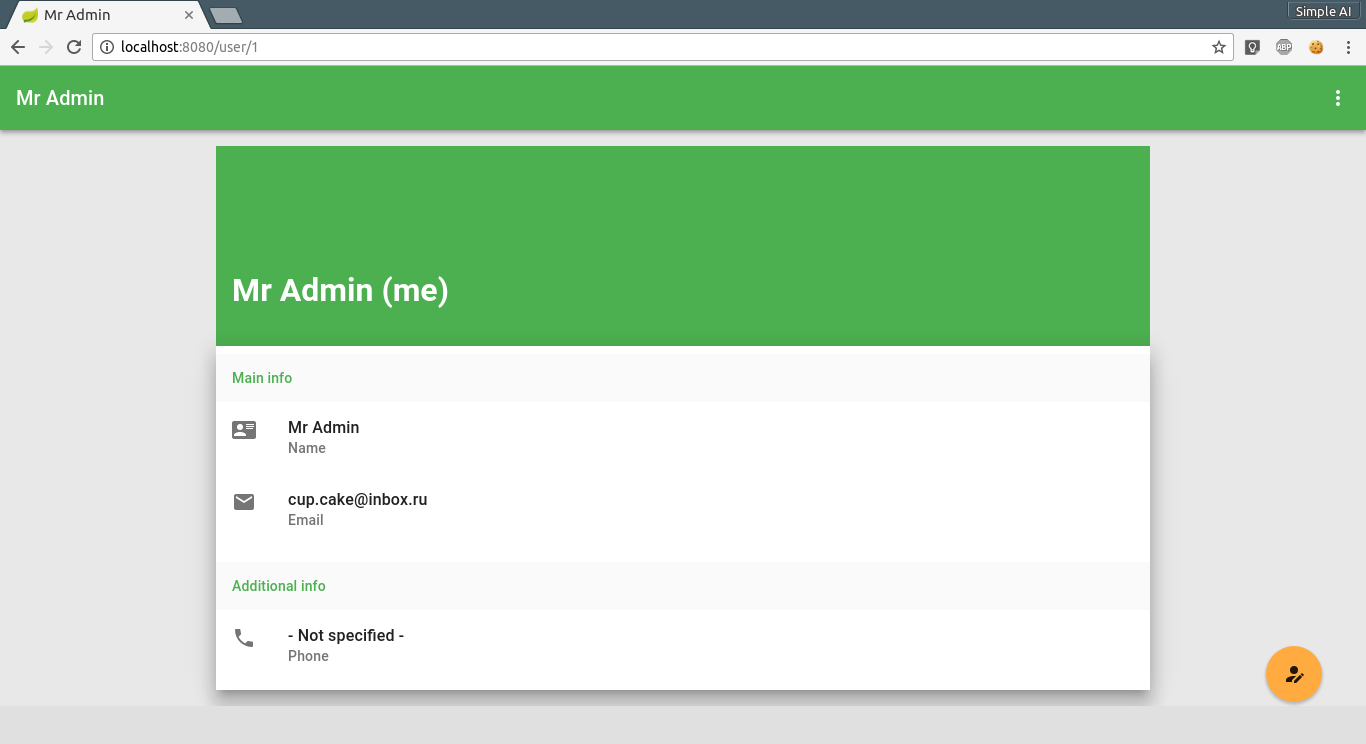 Mr Admin
Simple AI
localhost:8080/user/1
ABP
Mr Admin
Mr Admin (me)
Main info
Mr Admin
Name
cup.cake@inbox.ru
Email
Additional info
- Not specified -
Phone